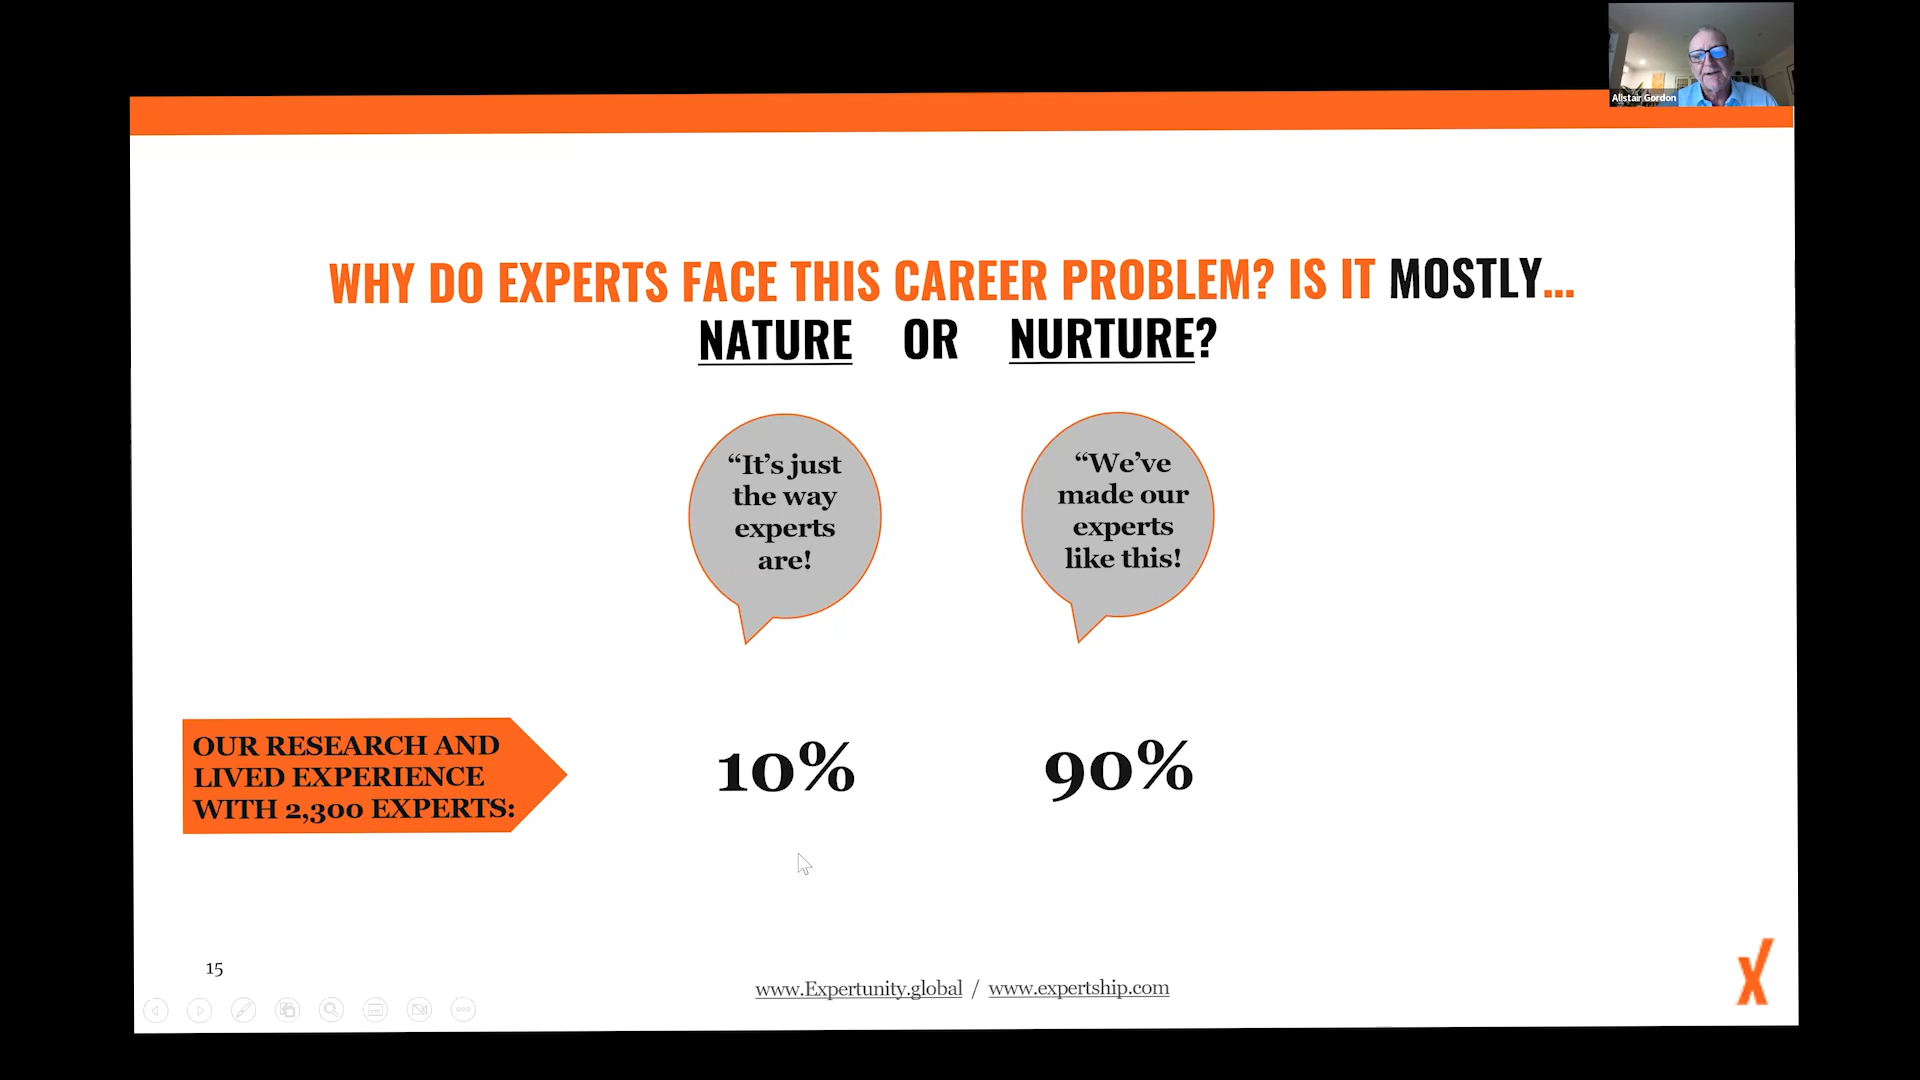 Alistair Gordon
WHY DO EXPERTS FACE THIS CAREER PROBLEM? IS IT MOSTLY...
NATURE OR NURTURE?
“It’s just
the way
experts
are!
“We’ve
made our
experts
like this!
OUR RESEARCH AND
LIVED EXPERIENCE
WITH 2,300 EXPERTS:
10%
90%
15
www.Expertunity.global / www.expertship.com